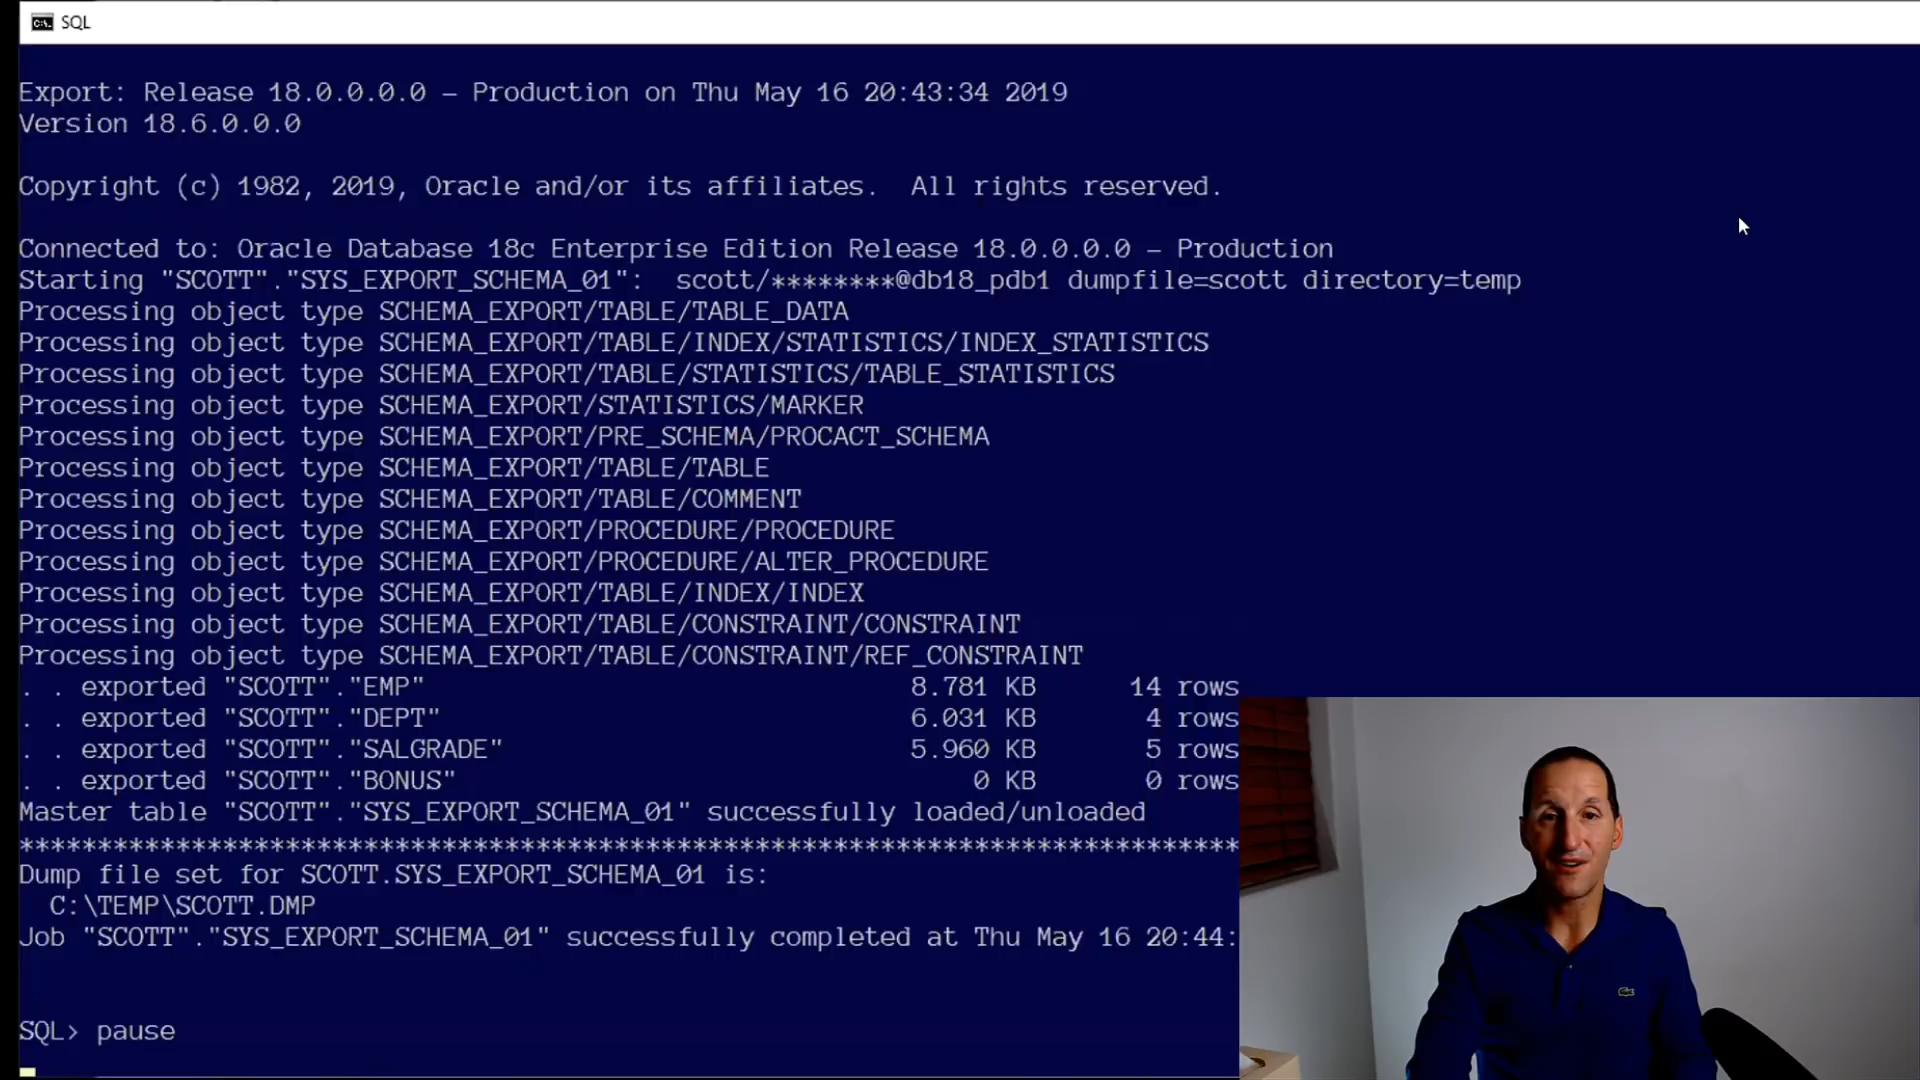 SQL
Export: Release 18.0.0.0.0 - Production on Thu May 16 20:43:34 2019
Version 18.6.0.0.0
Copyright (c) 1982, 2019, Oracle and/or its affiliates.  All rights reserved.
Connected to: Oracle Database 18c Enterprise Edition Release 18.0.0.0.0 - Production
Starting "SCOTT"."SYS_EXPORT_SCHEMA_01":  scott/********@db18_pdb1 dumpfile=scott directory=temp
Processing object type SCHEMA_EXPORT/TABLE/TABLE_DATA
Processing object type SCHEMA_EXPORT/TABLE/INDEX/STATISTICS/INDEX_STATISTICS
Processing object type SCHEMA_EXPORT/TABLE/STATISTICS/TABLE_STATISTICS
Processing object type SCHEMA_EXPORT/STATISTICS/MARKER
Processing object type SCHEMA_EXPORT/PRE_SCHEMA/PROCACT_SCHEMA
Processing object type SCHEMA_EXPORT/TABLE/TABLE
Processing object type SCHEMA_EXPORT/TABLE/COMMENT
Processing object type SCHEMA_EXPORT/PROCEDURE/PROCEDURE
Processing object type SCHEMA_EXPORT/PROCEDURE/ALTER_PROCEDURE
Processing object type SCHEMA_EXPORT/TABLE/INDEX/INDEX
Processing object type SCHEMA_EXPORT/TABLE/CONSTRAINT/CONSTRAINT
Processing object type SCHEMA_EXPORT/TABLE/CONSTRAINT/REF_CONSTRAINT
. . exported "SCOTT"."EMP" 8.781 KB 14 rows
. . exported "SCOTT"."DEPT" 6.031 KB 4 rows
. . exported "SCOTT"."SALGRADE" 5.960 KB 5 rows
. . exported "SCOTT"."BONUS" 0 KB 0 rows
Master table "SCOTT"."SYS_EXPORT_SCHEMA_01" successfully loaded/unloaded
******************************************************************************
Dump file set for SCOTT.SYS_EXPORT_SCHEMA_01 is:
C:\TEMP\SCOTT.DMP
Job "SCOTT"."SYS_EXPORT_SCHEMA_01" successfully completed at Thu May 16 20:44:
SQL> pause